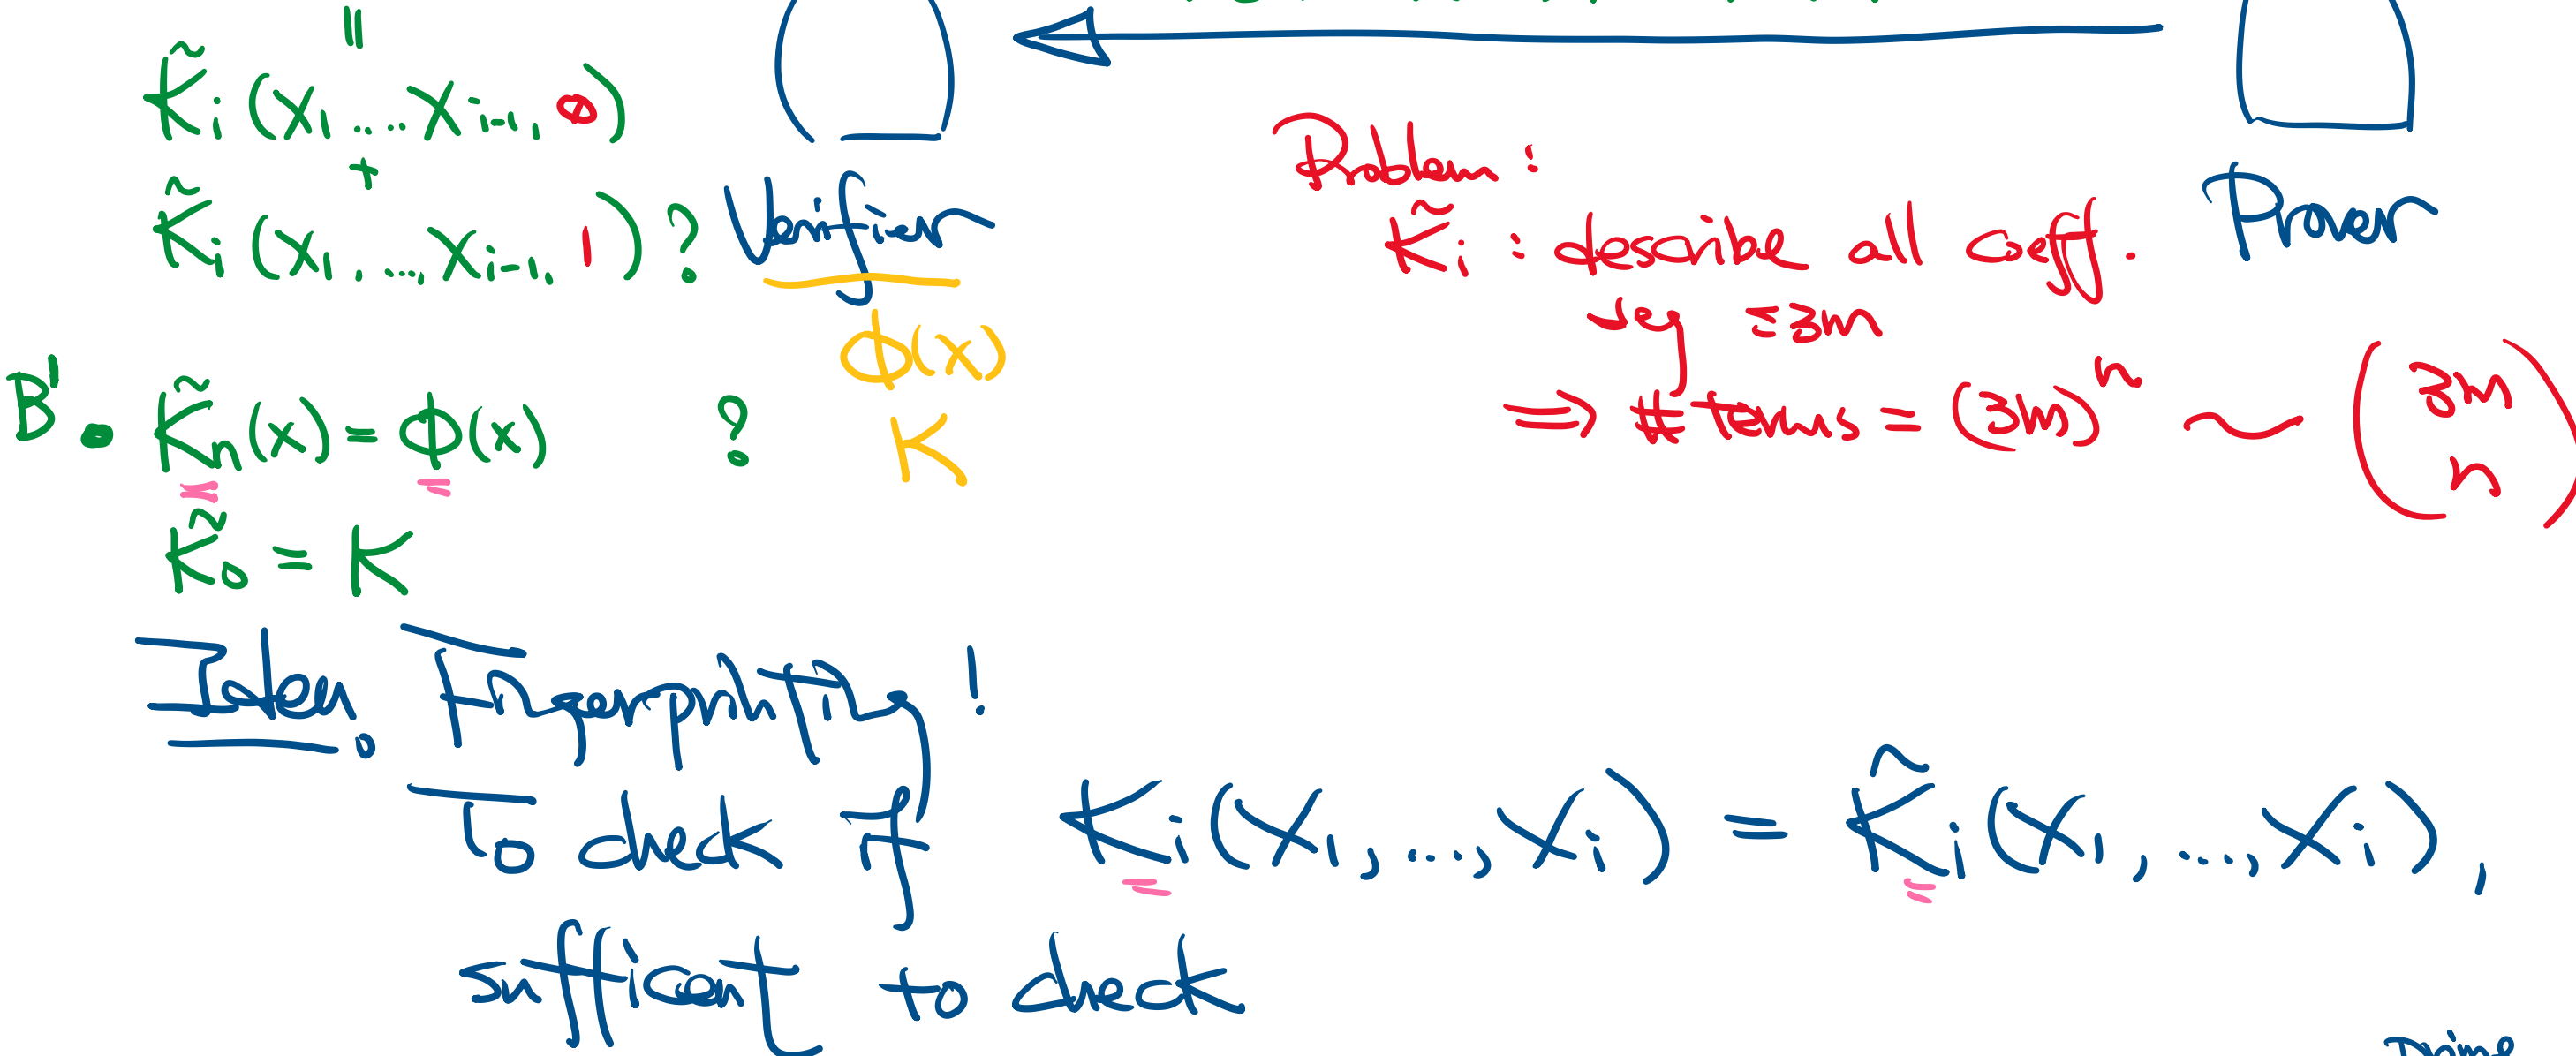 ||
K̃i (x1 ... xi-1, 0)
+
K̃i (x1, ..., xi-1, 1) ?
Verifier
Φ(x)
K
Problem :
K̃i : describe all coeff.
deg ≤ 3m
⇒ # terms = (3m)^n ~ (3m n)
Prover
B' • K̃n(x) = Φ(x) ?
K̃0 = K
Idea. Fingerprinting !
To check if Ki(x1, ..., xi) = K̃i(x1, ..., xi),
sufficient to check